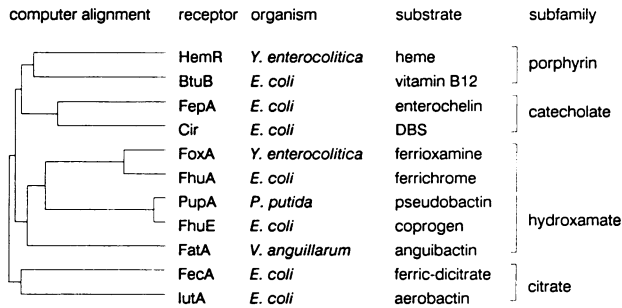 computer alignment receptor organism substrate subfamily
HemR Y. enterocolitica heme
porphyrin
BtuB E. coli vitamin B12
FepA E. coli enterochelin
catecholate
Cir E. coli DBS
FoxA Y. enterocolitica ferrioxamine
FhuA E. coli ferrichrome
PupA P. putida pseudobactin
hydroxamate
FhuE E. coli coprogen
FatA V. anguillarum anguibactin
FecA E. coli ferric-dicitrate
citrate
IutA E. coli aerobactin